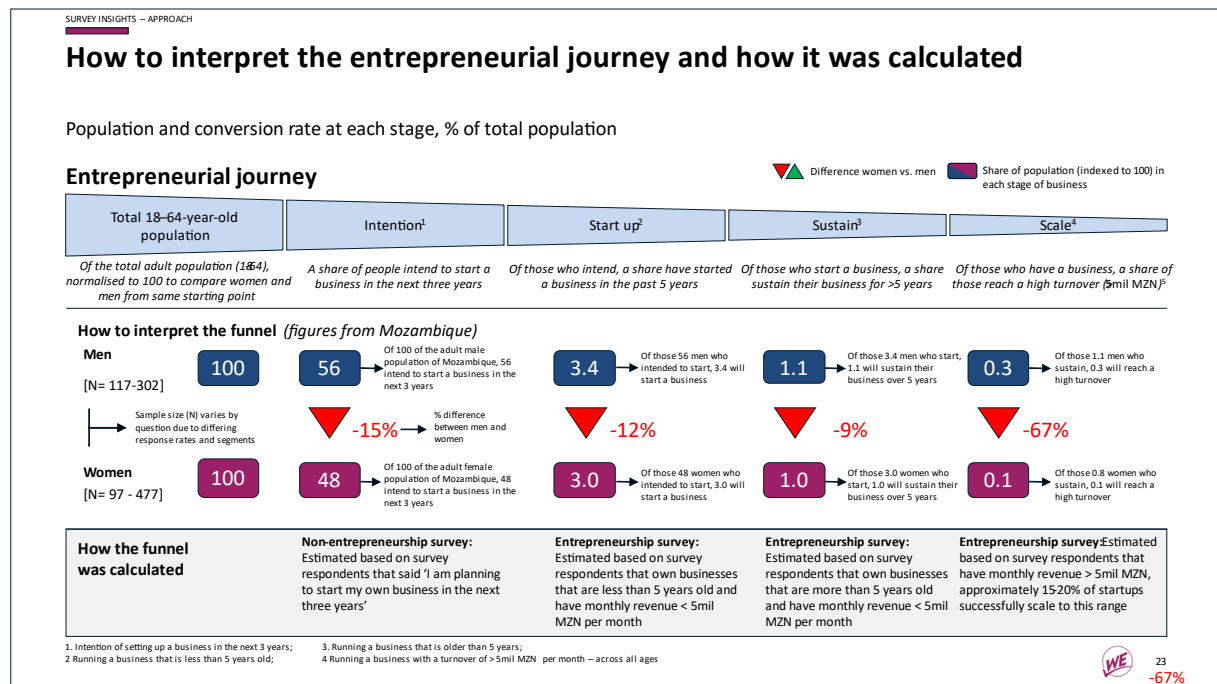 SURVEY INSIGHTS – APPROACH
How to interpret the entrepreneurial journey and how it was calculated
Population and conversion rate at each stage, % of total population
Entrepreneurial journey
Difference women vs. men
Share of population (indexed to 100) in
each stage of business
Total 18–64-year-old
population
Intention1
Start up2
Sustain3
Scale4
Of the total adult population (18-64),
normalised to 100 to compare women and
men from same starting point
A share of people intend to start a
business in the next three years
Of those who intend, a share have started
a business in the past 5 years
Of those who start a business, a share
sustain their business for >5 years
Of those who have a business, a share of
those reach a high turnover (>5mil MZN)5
How to interpret the funnel (figures from Mozambique)
Men
[N= 117-302]
100
56
Of 100 of the adult male
population of Mozambique, 56
intend to start a business in the
next 3 years
3.4
Of those 56 men who
intended to start, 3.4 will
start a business
1.1
Of those 3.4 men who start,
1.1 will sustain their
business over 5 years
0.3
Of those 1.1 men who
sustain, 0.3 will reach a
high turnover
Sample size (N) varies by
question due to differing
response rates and segments
-15%
% difference
between men and
women
-12%
-9%
-67%
Women
[N= 97 - 477]
100
48
Of 100 of the adult female
population of Mozambique, 48
intend to start a business in the
next 3 years
3.0
Of those 48 women who
intended to start, 3.0 will
start a business
1.0
Of those 3.0 women who
start, 1.0 will sustain their
business over 5 years
0.1
Of those 0.8 women who
sustain, 0.1 will reach a
high turnover
How the funnel
was calculated
Non-entrepreneurship survey:
Estimated based on survey
respondents that said ‘I am planning
to start my own business in the next
three years’
Entrepreneurship survey:
Estimated based on survey
respondents that own businesses
that are less than 5 years old and
have monthly revenue < 5mil
MZN per month
Entrepreneurship survey:
Estimated based on survey
respondents that own businesses
that are more than 5 years old
and have monthly revenue < 5mil
MZN per month
Entrepreneurship survey: Estimated
based on survey respondents that
have monthly revenue > 5mil MZN,
approximately 15-20% of startups
successfully scale to this range
1. Intention of setting up a business in the next 3 years;
2 Running a business that is less than 5 years old;
3. Running a business that is older than 5 years;
4 Running a business with a turnover of >5mil MZN per month – across all ages
WE
23
-67%